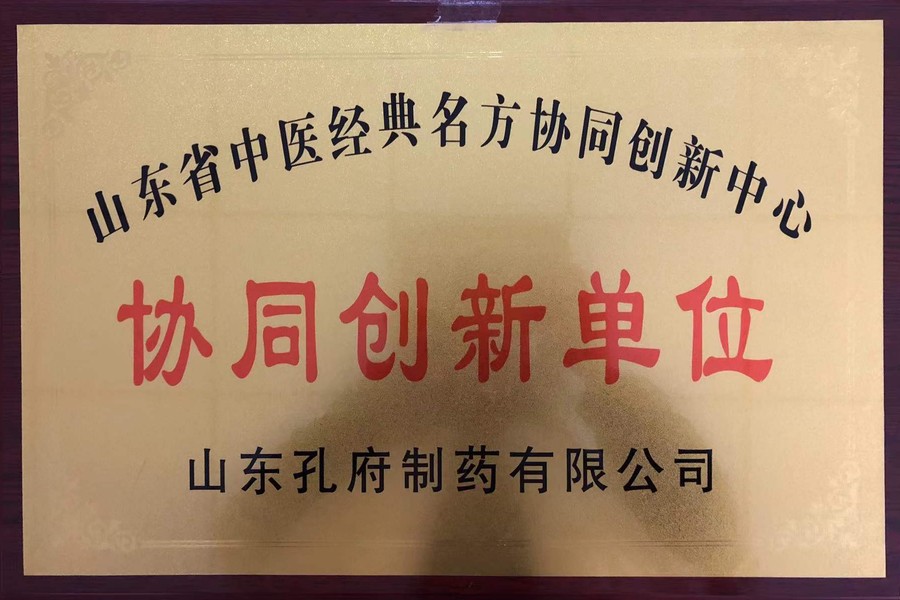 山东省中医经典名方协同创新中心
协同创新单位
山东孔府制药有限公司